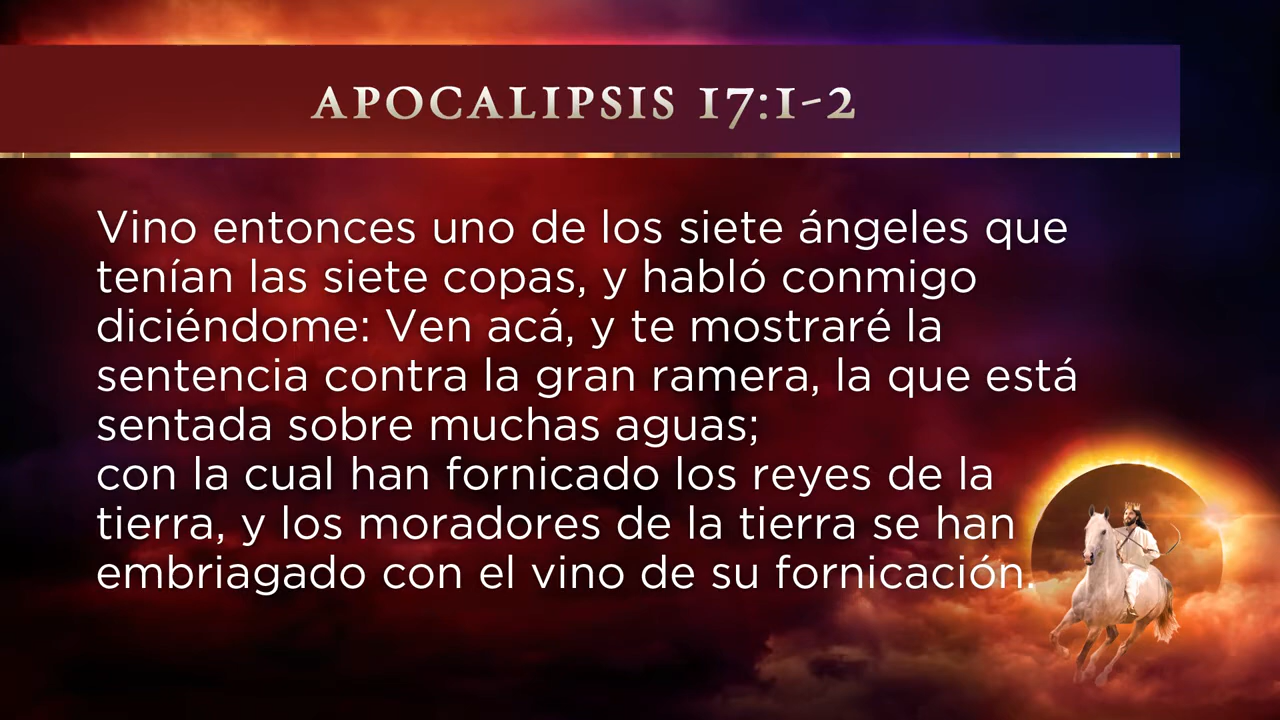 APOCALIPSIS 17:1-2
Vino entonces uno de los siete ángeles que
tenían las siete copas, y habló conmigo
diciéndome: Ven acá, y te mostraré la
sentencia contra la gran ramera, la que está
sentada sobre muchas aguas;
con la cual han fornicado los reyes de la
tierra, y los moradores de la tierra se han
embriagado con el vino de su fornicación.